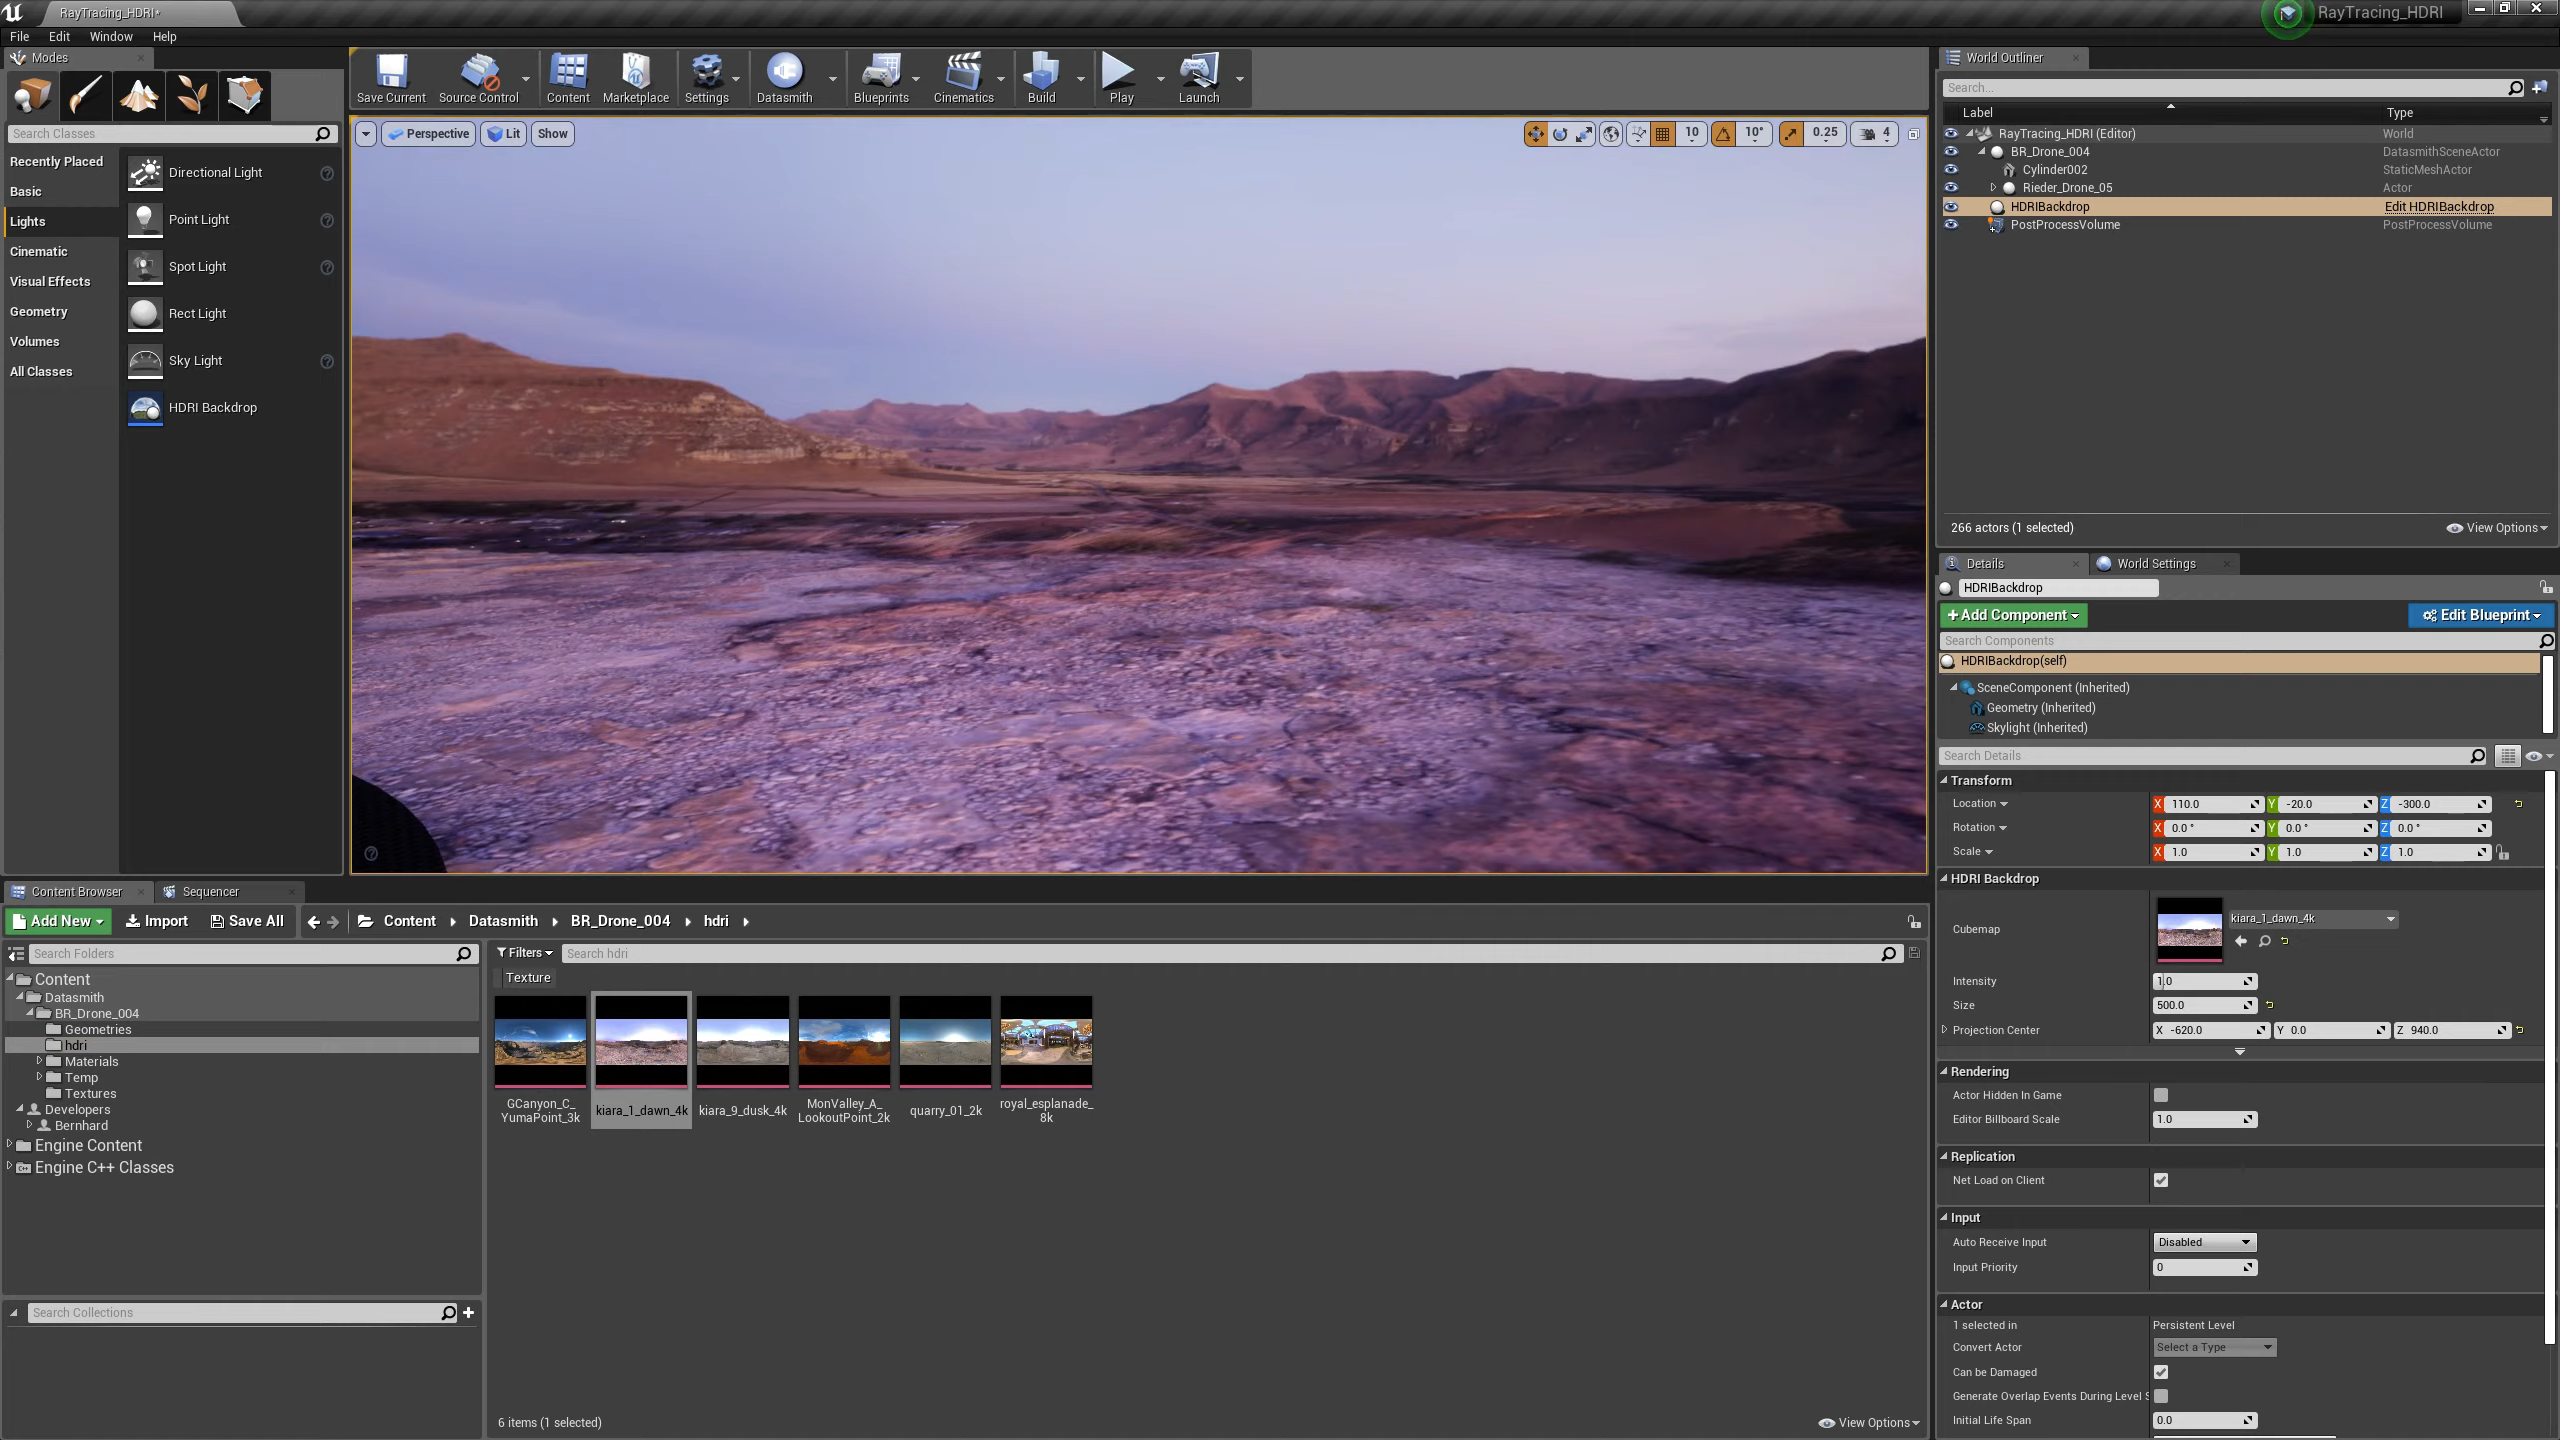 RayTracing_HDRI*
RayTracing_HDRI
File Edit Window Help
Modes
Search Classes
Recently Placed
Basic
Lights
Cinematic
Visual Effects
Geometry
Volumes
All Classes
Directional Light
Point Light
Spot Light
Rect Light
Sky Light
HDRI Backdrop
Save Current Source Control Content Marketplace Settings Datasmith Blueprints Cinematics Build Play Launch
Perspective Lit Show
10 10° 0.25 4
World Outliner
Search...
Label Type
RayTracing_HDRI (Editor) World
BR_Drone_004 DatasmithSceneActor
Cylinder002 StaticMeshActor
Rieder_Drone_05 Actor
HDRIBackdrop Edit HDRIBackdrop
PostProcessVolume PostProcessVolume
266 actors (1 selected) View Options
Details World Settings
HDRIBackdrop
+Add Component Edit Blueprint
Search Components
HDRIBackdrop(self)
SceneComponent (Inherited)
Geometry (Inherited)
Skylight (Inherited)
Search Details
Transform
Location X 110.0 Y -20.0 Z -300.0
Rotation X 0.0 ° Y 0.0 ° Z 0.0 °
Scale X 1.0 Y 1.0 Z 1.0
HDRI Backdrop
Cubemap kiara_1_dawn_4k
Intensity 1.0
Size 500.0
Projection Center X -620.0 Y 0.0 Z 940.0
Rendering
Actor Hidden In Game
Editor Billboard Scale 1.0
Replication
Net Load on Client
Input
Auto Receive Input Disabled
Input Priority 0
Actor
1 selected in Persistent Level
Convert Actor Select a Type
Can be Damaged
Generate Overlap Events During Level S
Initial Life Span 0.0
Content Browser Sequencer
Add New Import Save All Content Datasmith BR_Drone_004 hdri
Search Folders
Content
Datasmith
BR_Drone_004
Geometries
hdri
Materials
Temp
Textures
Developers
Bernhard
Engine Content
Engine C++ Classes
Search Collections
Filters Search hdri
Texture
GCanyon_C_
YumaPoint_3k
kiara_1_dawn_4k
kiara_9_dusk_4k
MonValley_A_
LookoutPoint_2k
quarry_01_2k
royal_esplanade_
8k
6 items (1 selected) View Options